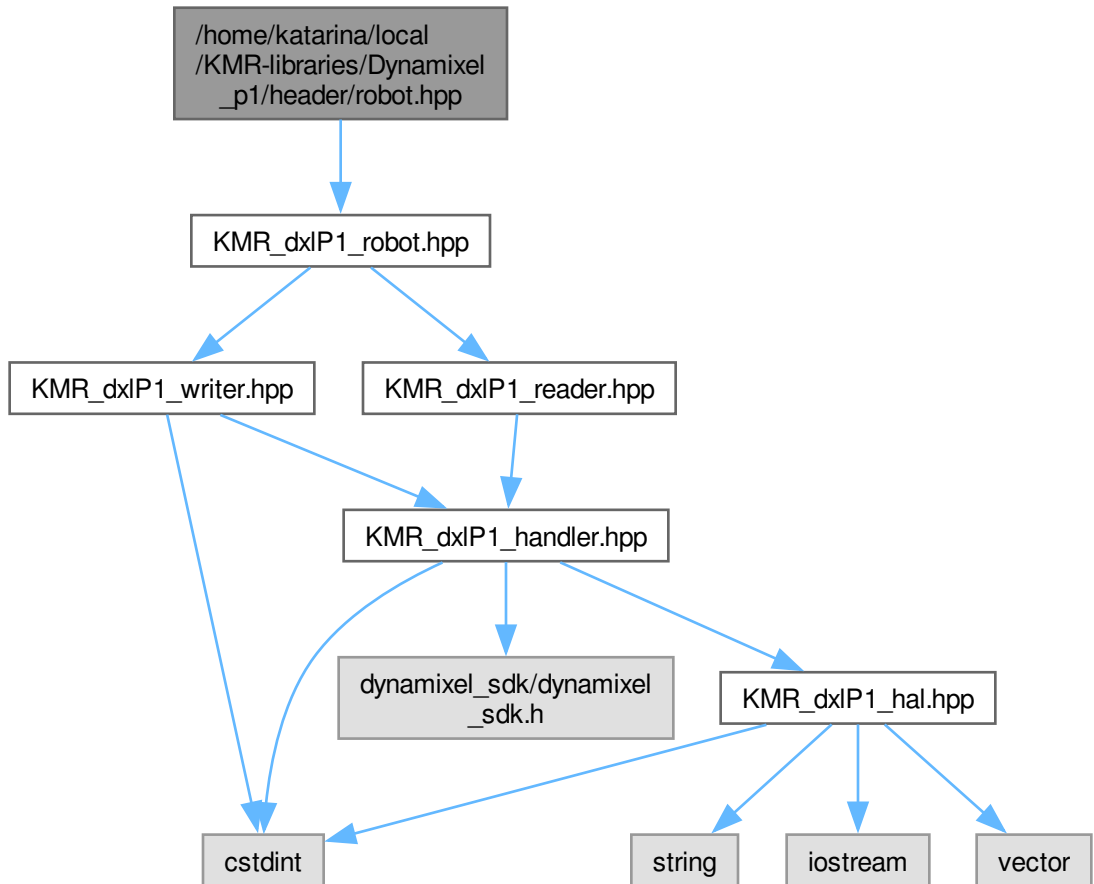 /home/katarina/local
/KMR-libraries/Dynamixel
_p1/header/robot.hpp
KMR_dxlP1_robot.hpp
KMR_dxlP1_writer.hpp
KMR_dxlP1_reader.hpp
KMR_dxlP1_handler.hpp
dynamixel_sdk/dynamixel
_sdk.h
KMR_dxlP1_hal.hpp
cstdint
string
iostream
vector